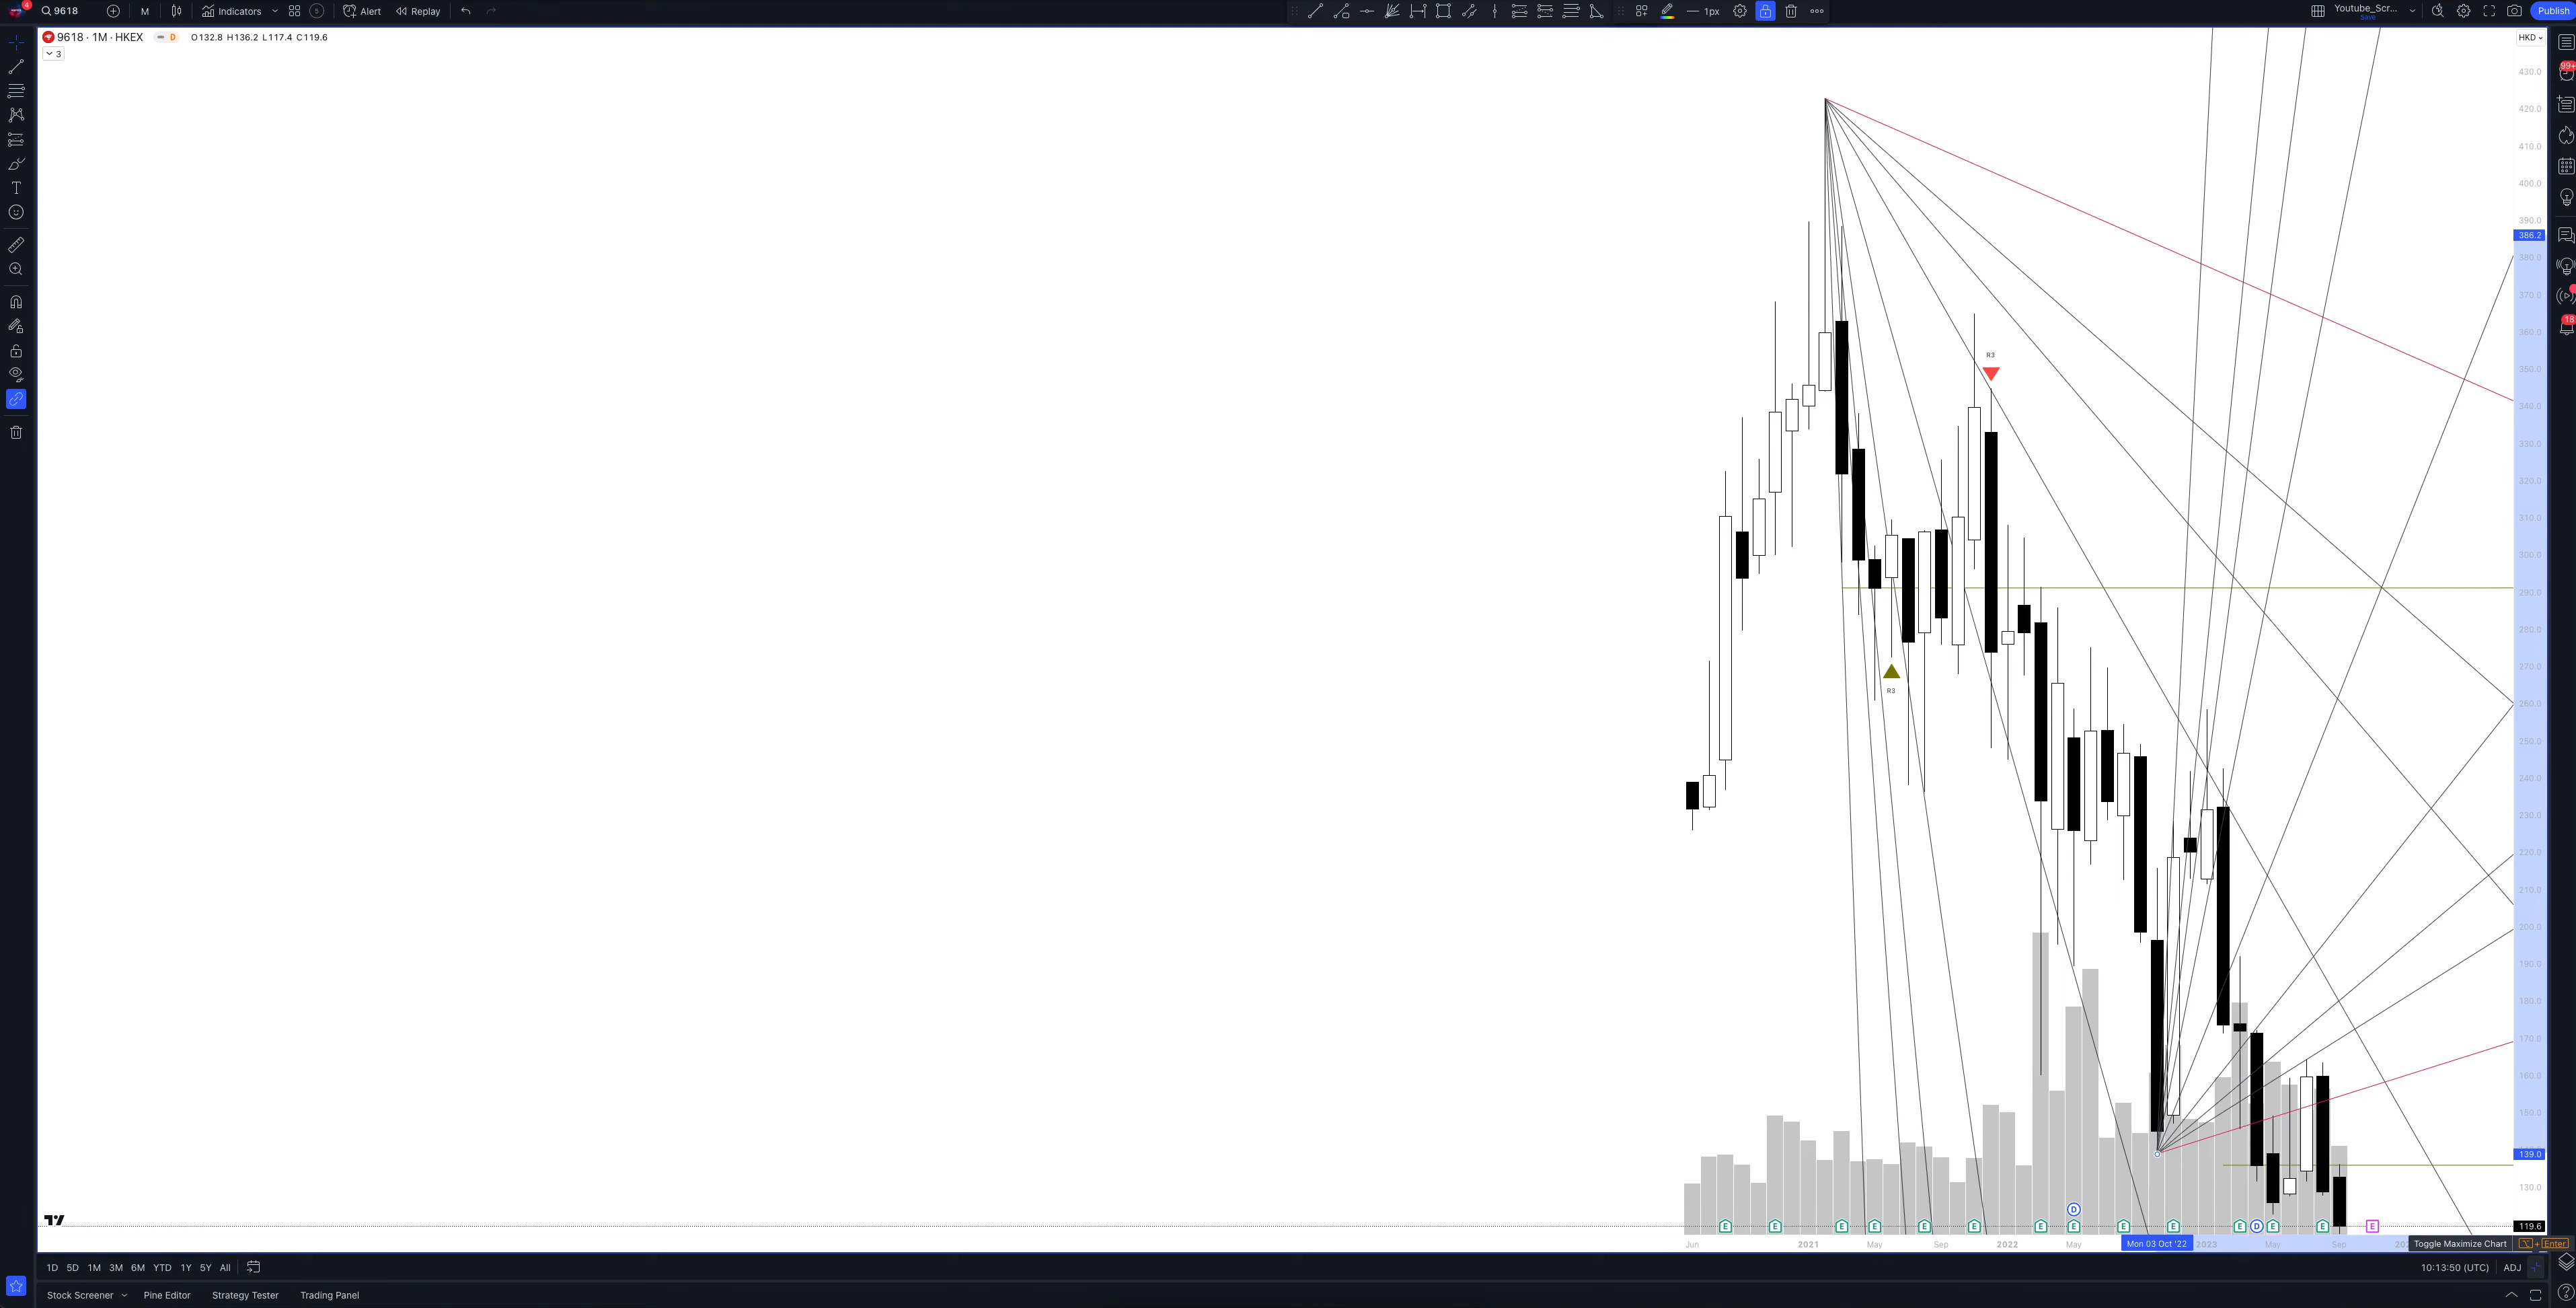 4
9618
M
Indicators
5
Alert
Replay
1px
Youtube_Scr...
Save
Publish
9618 · 1M · HKEX
D
O132.8 H136.2 L117.4 C119.6
3
HKD
430.0
420.0
410.0
400.0
390.0
386.2
380.0
370.0
360.0
350.0
340.0
330.0
320.0
310.0
300.0
290.0
280.0
270.0
260.0
250.0
240.0
230.0
220.0
210.0
200.0
190.0
180.0
170.0
160.0
150.0
139.0
130.0
119.6
99+
18
R3
R3
D
E E E E E E E E E E E E D E E E
Jun 2021 May Sep 2022 May Mon 03 Oct '22 2023 May Sep
Toggle Maximize Chart ⌥ + Enter
1D 5D 1M 3M 6M YTD 1Y 5Y All
10:13:50 (UTC) ADJ
Stock Screener Pine Editor Strategy Tester Trading Panel